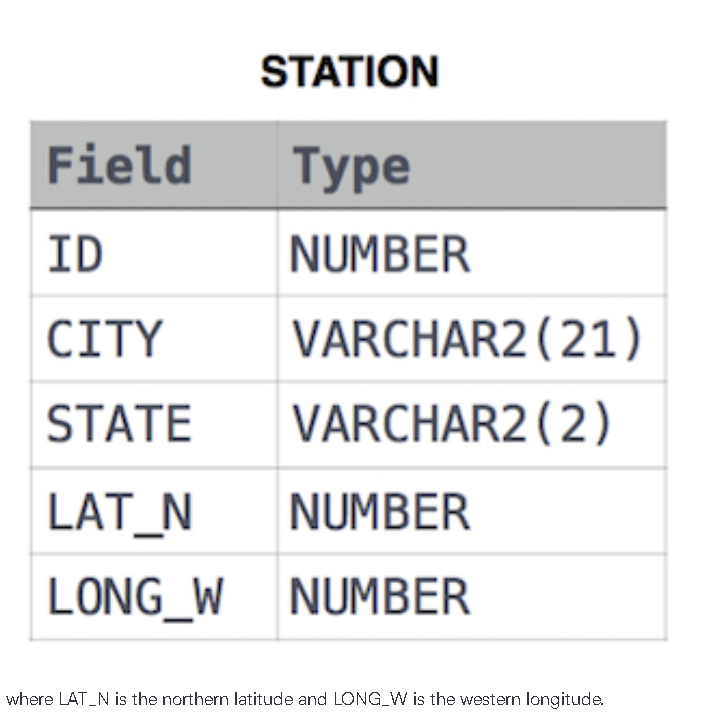 STATION
Field Type
ID NUMBER
CITY VARCHAR2(21)
STATE VARCHAR2(2)
LAT_N NUMBER
LONG_W NUMBER
where LAT_N is the northern latitude and LONG_W is the western longitude.